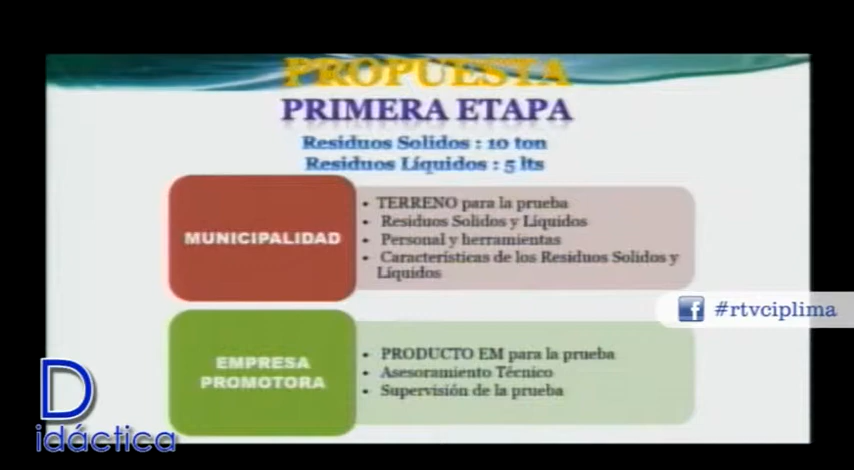 PROPUESTA
PRIMERA ETAPA
Residuos Solidos : 10 ton
Residuos Líquidos : 5 lts
MUNICIPALIDAD
• TERRENO para la prueba
• Residuos Solidos y Líquidos
• Personal y herramientas
• Características de los Residuos Solidos y
Líquidos
#rtvciplima
EMPRESA
PROMOTORA
• PRODUCTO EM para la prueba
• Asesoramiento Técnico
• Supervisión de la prueba
Didáctica